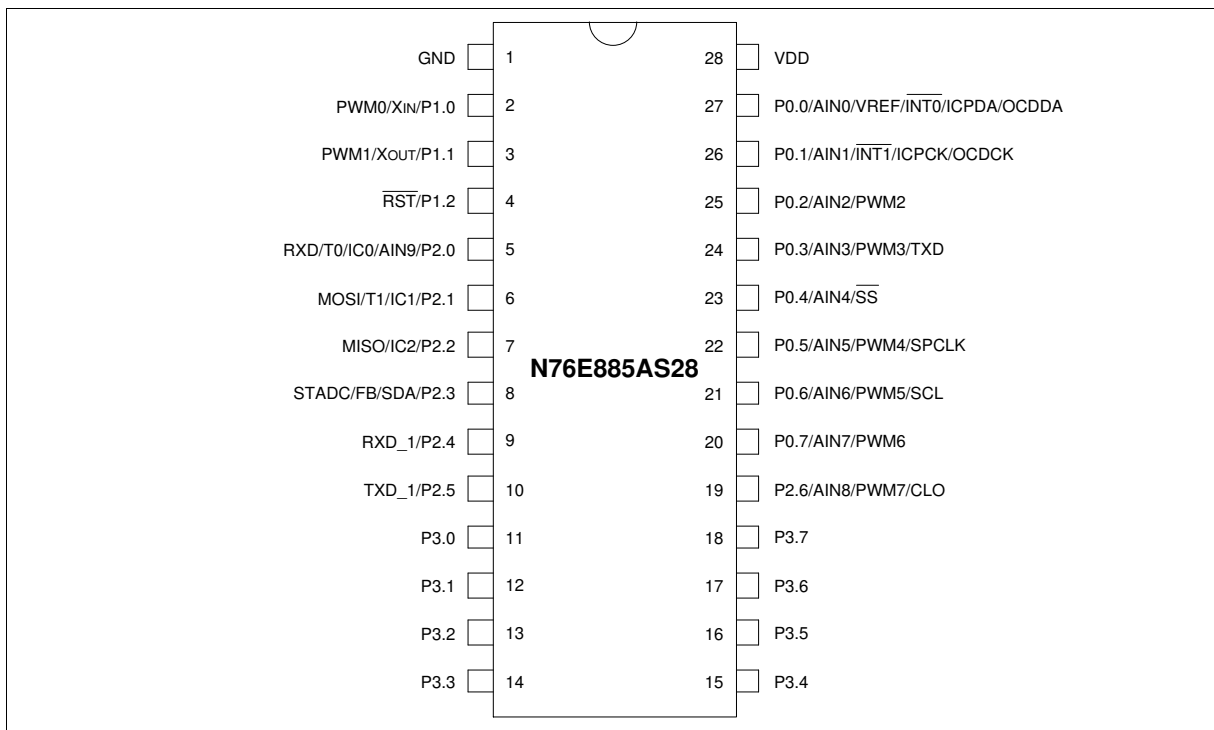 GND 1 28 VDD
PWM0/XIN/P1.0 2 27 P0.0/AIN0/VREF/INT0/ICPDA/OCDDA
PWM1/XOUT/P1.1 3 26 P0.1/AIN1/INT1/ICPCK/OCDCK
RST/P1.2 4 25 P0.2/AIN2/PWM2
RXD/T0/IC0/AIN9/P2.0 5 24 P0.3/AIN3/PWM3/TXD
MOSI/T1/IC1/P2.1 6 23 P0.4/AIN4/SS
MISO/IC2/P2.2 7 22 P0.5/AIN5/PWM4/SPCLK
N76E885AS28
STADC/FB/SDA/P2.3 8 21 P0.6/AIN6/PWM5/SCL
RXD_1/P2.4 9 20 P0.7/AIN7/PWM6
TXD_1/P2.5 10 19 P2.6/AIN8/PWM7/CLO
P3.0 11 18 P3.7
P3.1 12 17 P3.6
P3.2 13 16 P3.5
P3.3 14 15 P3.4